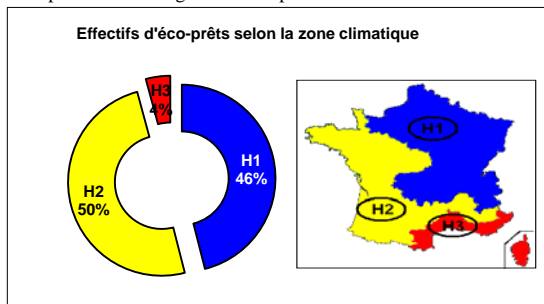 Effectifs d'éco-prêts selon la zone climatique
H3
4%
H1
46%
H2
50%
H1
H2
H3